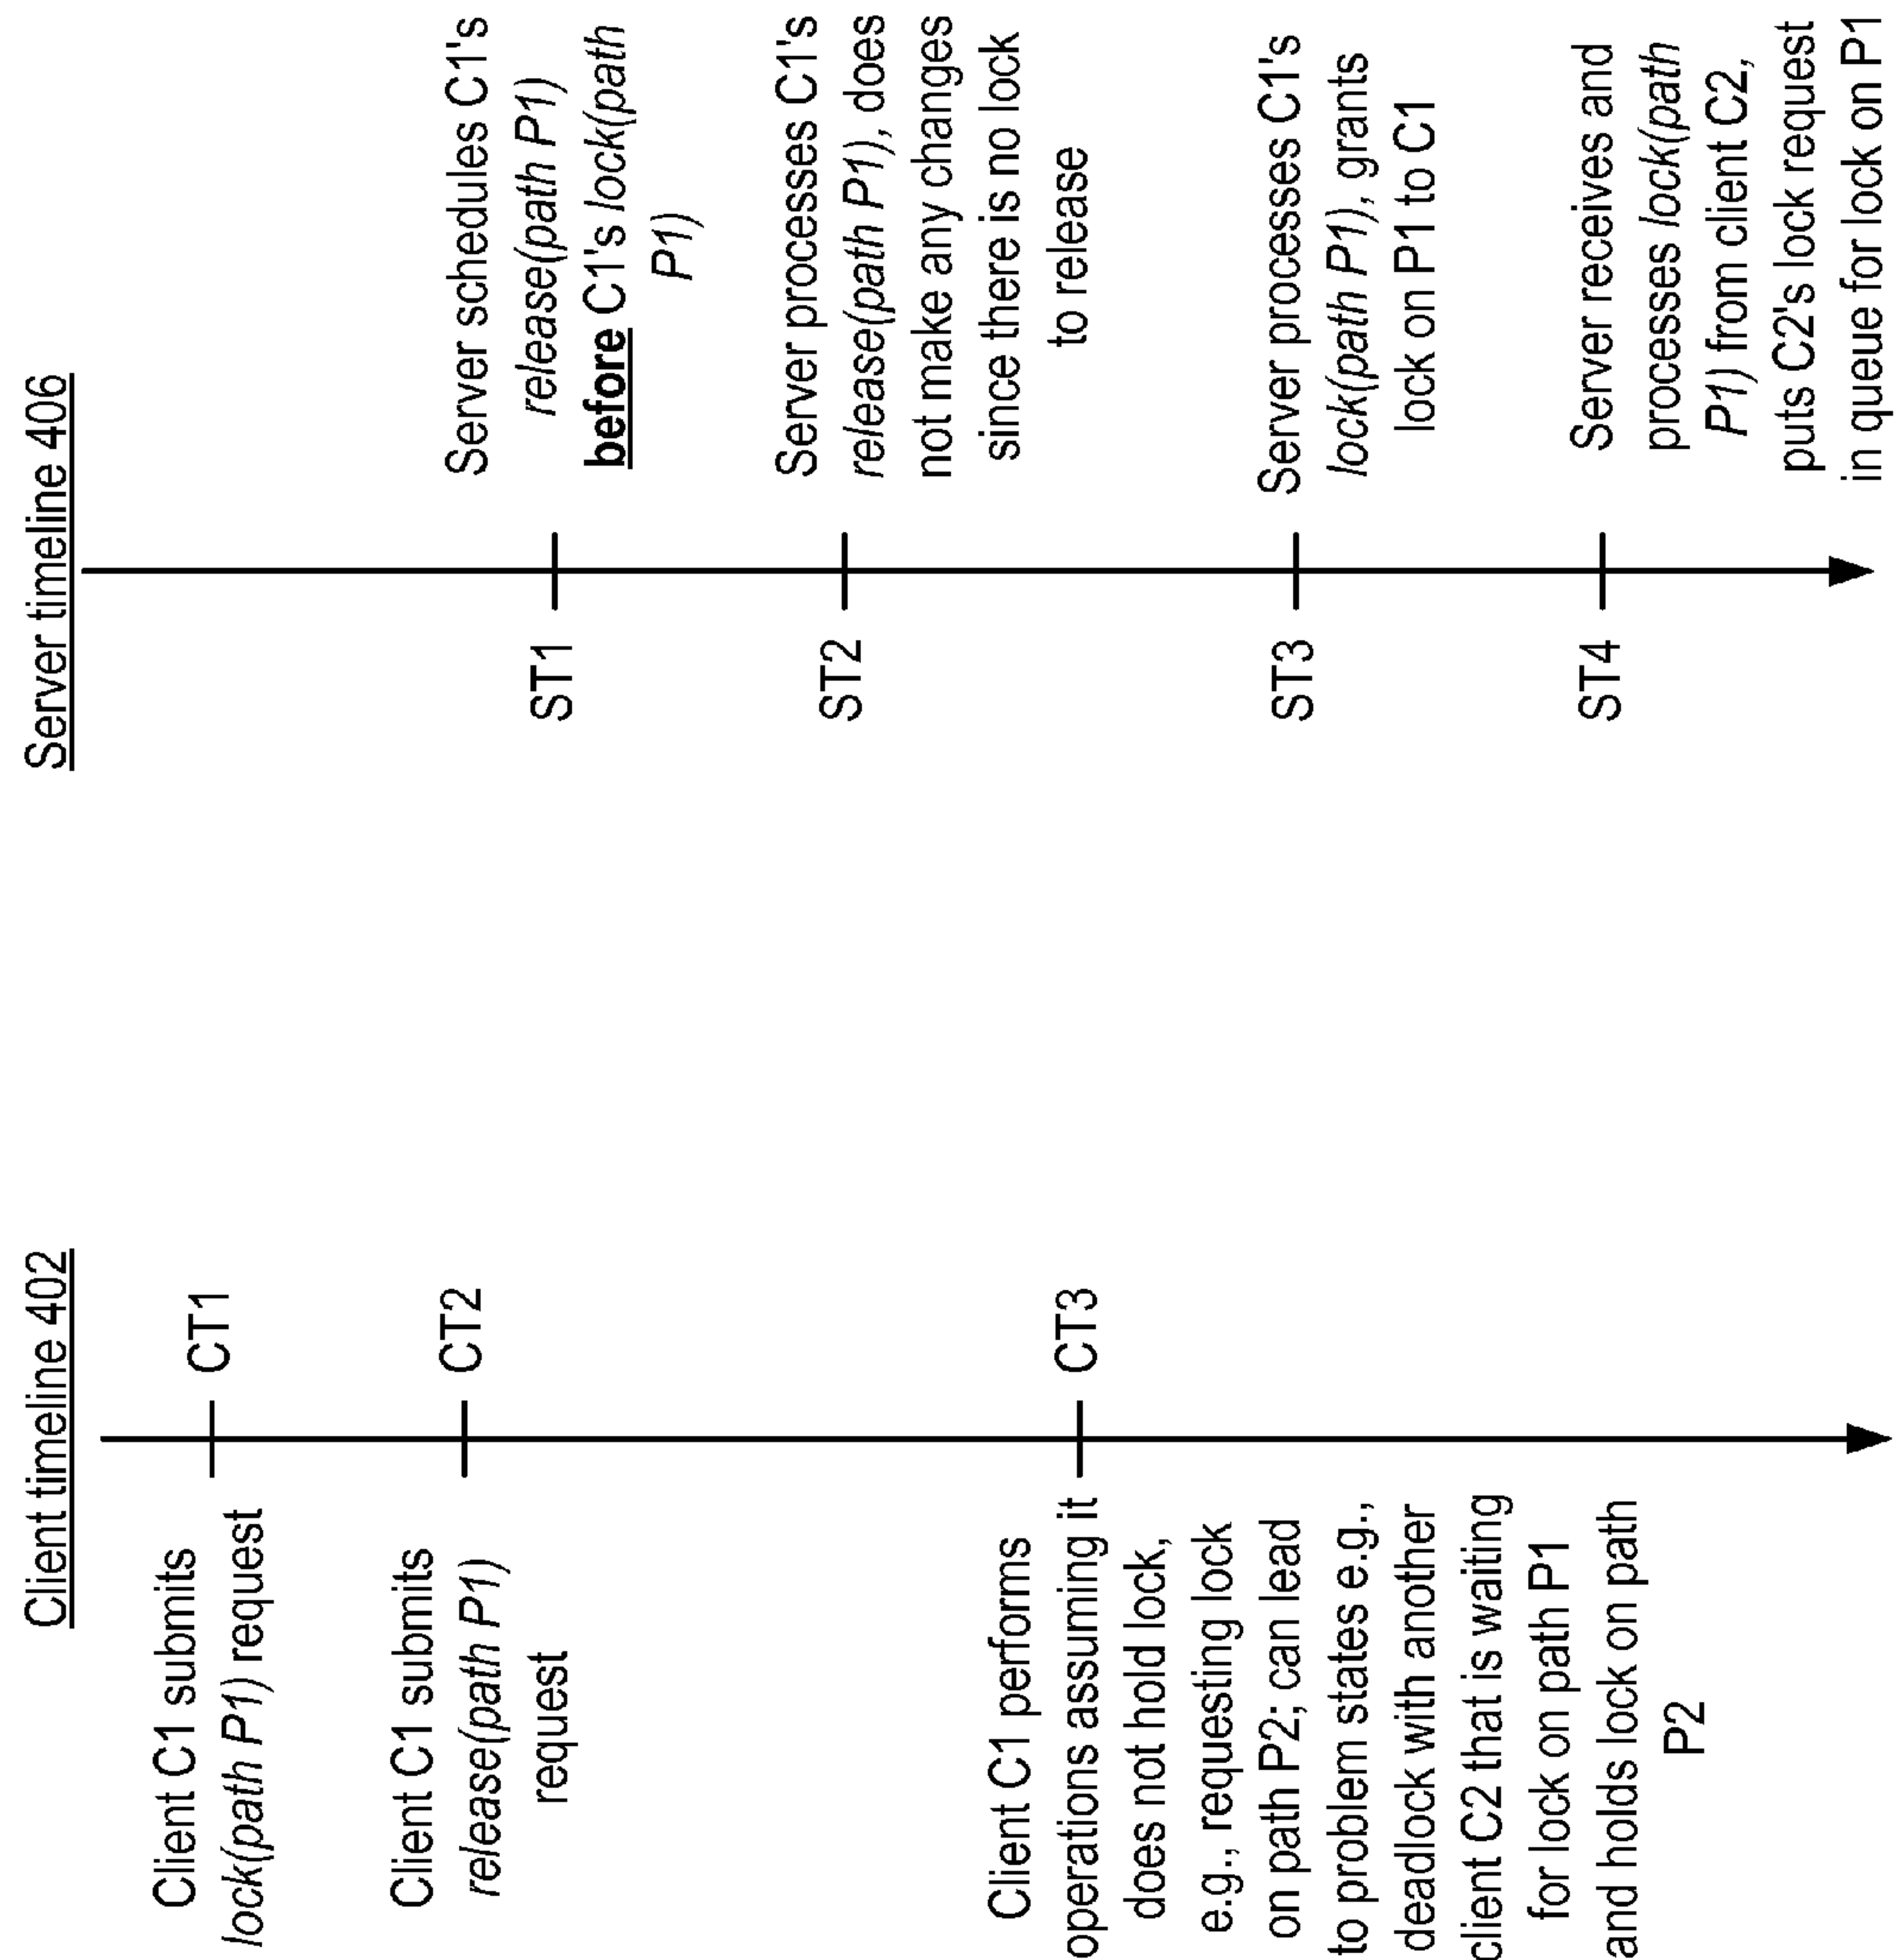 Client timeline 402
Client C1 submits
lock(path P1) request
CT1
Client C1 submits
release(path P1)
request
CT2
Client C1 performs
operations assuming it
does not hold lock,
e.g., requesting lock
on path P2; can lead
to problem states e.g.,
deadlock with another
client C2 that is waiting
for lock on path P1
and holds lock on path
P2
CT3
Server timeline 406
ST1
Server schedules C1's
release(path P1)
before C1's lock(path
P1)
ST2
Server processes C1's
release(path P1), does
not make any changes
since there is no lock
to release
ST3
Server processes C1's
lock(path P1), grants
lock on P1 to C1
ST4
Server receives and
processes lock(path
P1) from client C2,
puts C2's lock request
in queue for lock on P1